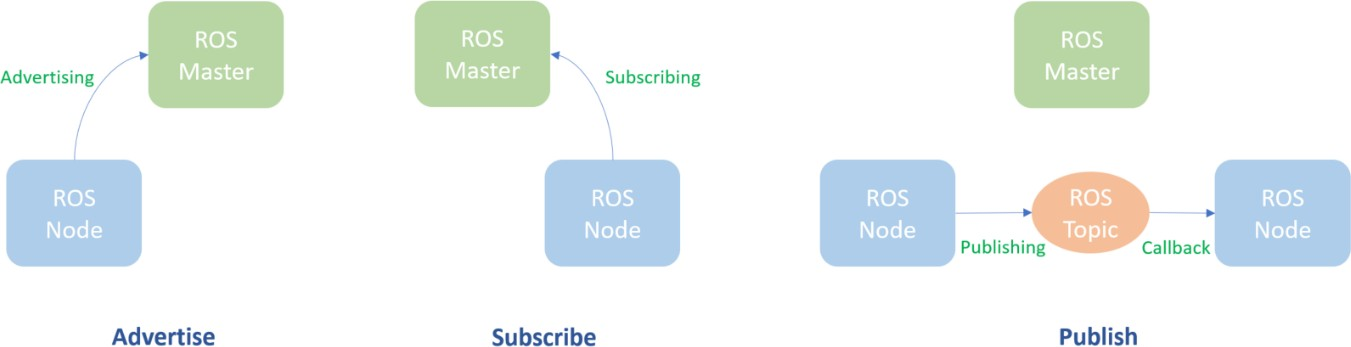 ROS
Master
Advertising
ROS
Node
Advertise
ROS
Master
Subscribing
ROS
Node
Subscribe
ROS
Master
ROS
Node
Publishing
ROS
Topic
Callback
ROS
Node
Publish